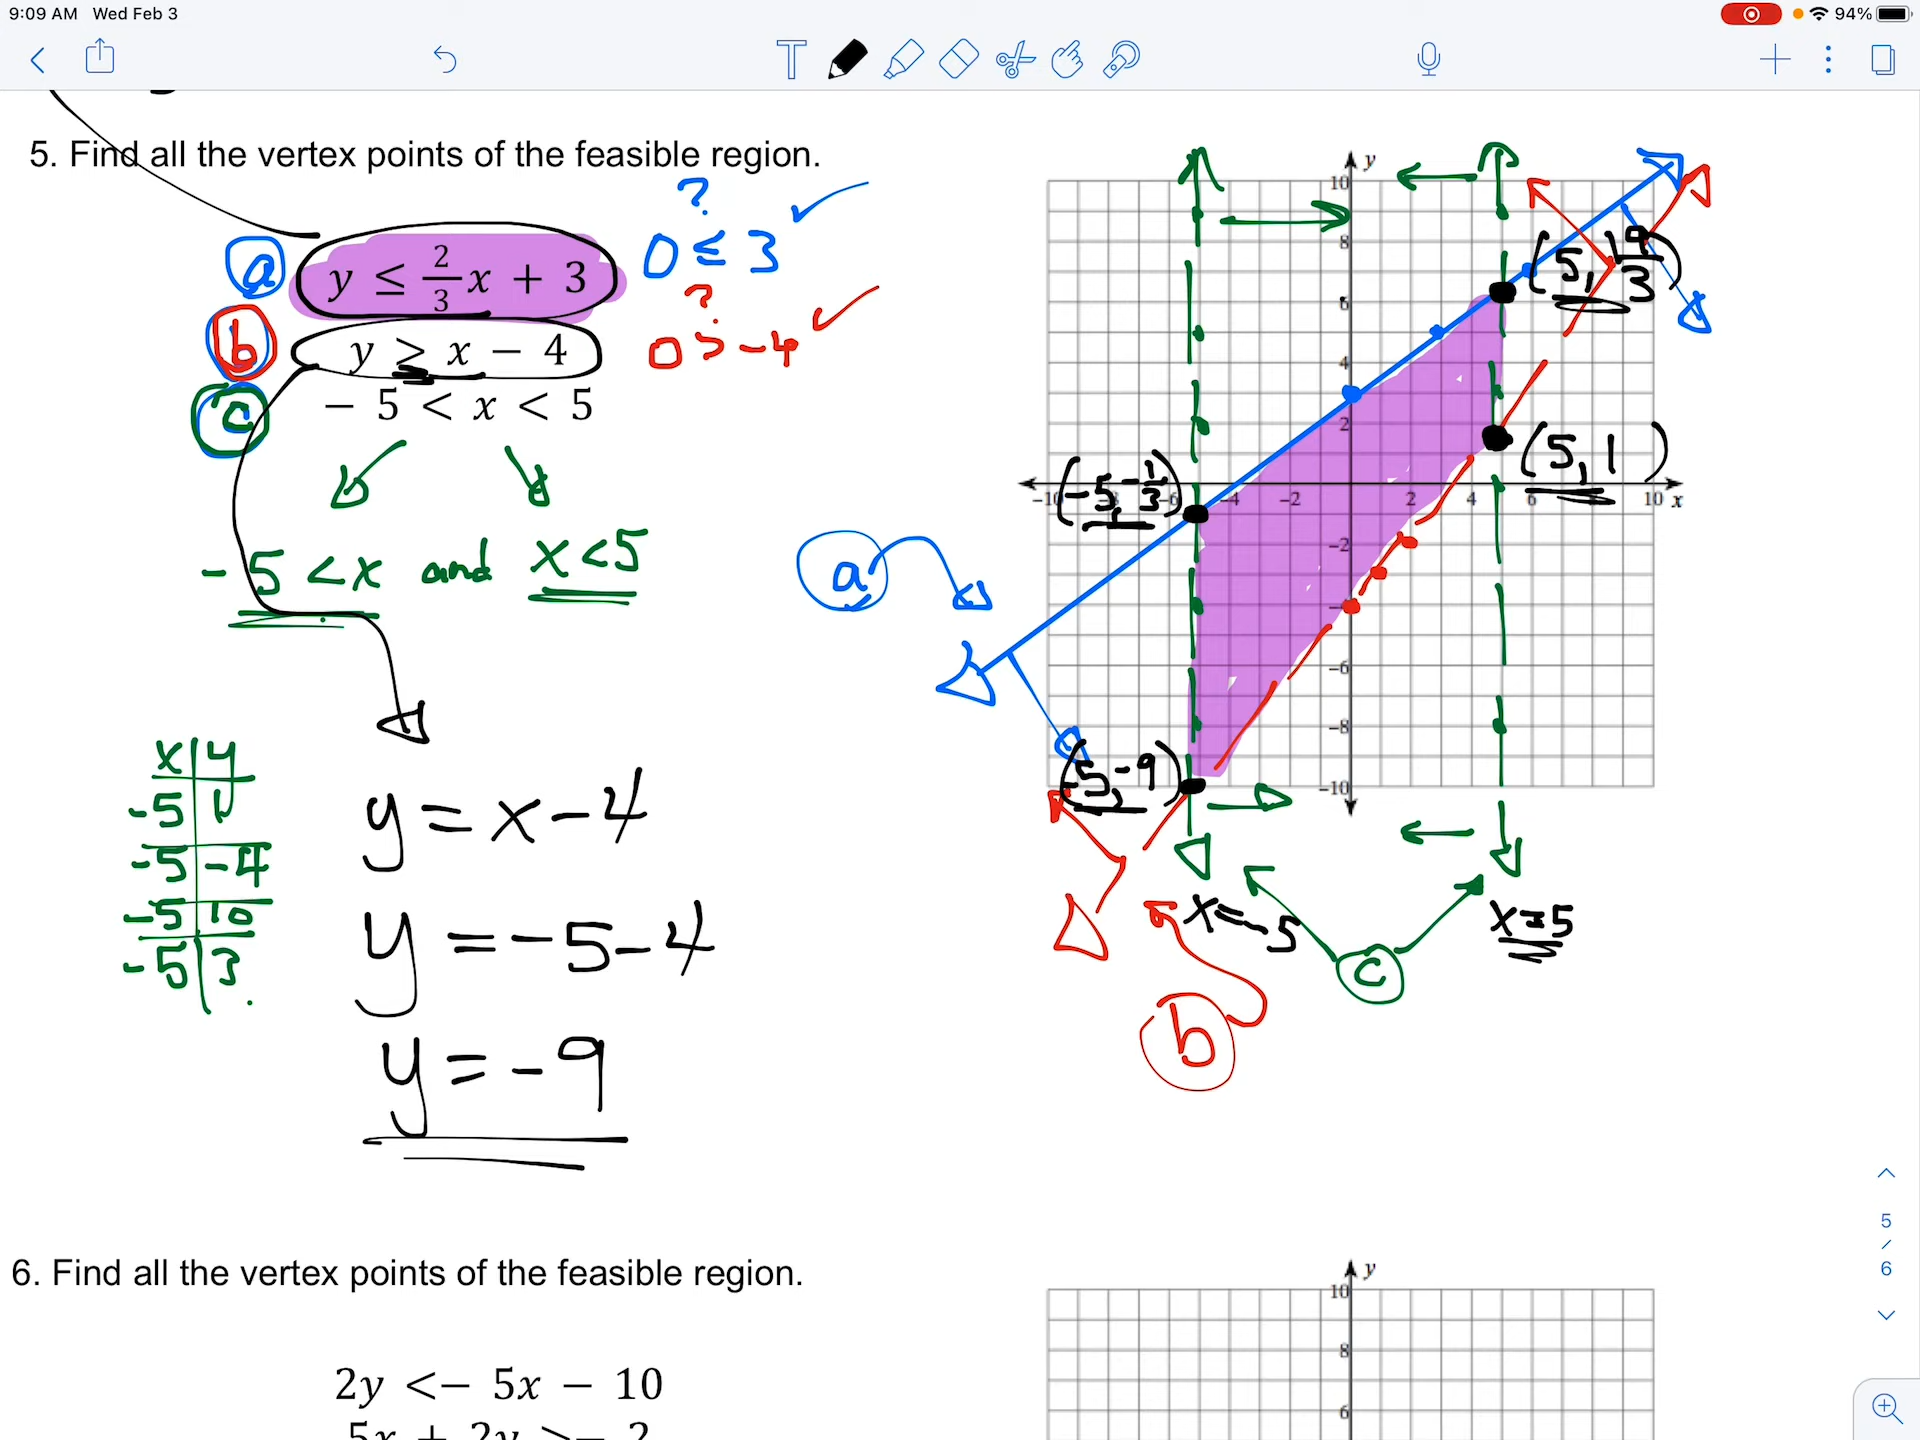 9:09 AM Wed Feb 3
94%
5. Find all the vertex points of the feasible region.
a y ≤ 2/3 x + 3
?
0 ≤ 3 ✓
b y ≥ x − 4
?
0 > -4 ✓
c − 5 < x < 5
-5 < x and x < 5
x | y
-5 | 1
-5 | -4
-5 | 10
-5 | 3
y = x - 4
y = -5 - 4
y = -9
a
y
10
8
6
4
2
-2
-4
-6
-8
-10
-10 -6 -4 -2 2 4 6 10 x
(5, 19/3)
(5, 1)
(-5, -1/3)
(-5, -9)
x = -5
x = 5
c
b
6. Find all the vertex points of the feasible region.
2y <− 5x − 10
5x + 2y >− 2
y
10
8
6
5
/
6